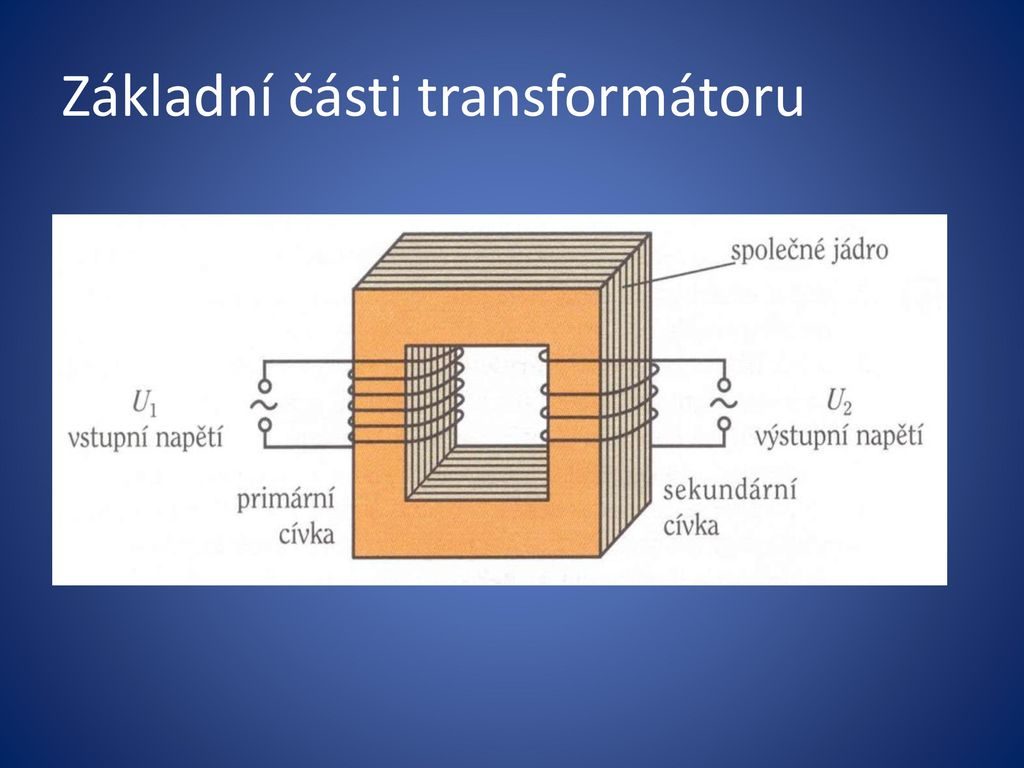 Základní části transformátoru
společné jádro
U1
vstupní napětí
U2
výstupní napětí
primární
cívka
sekundární
cívka